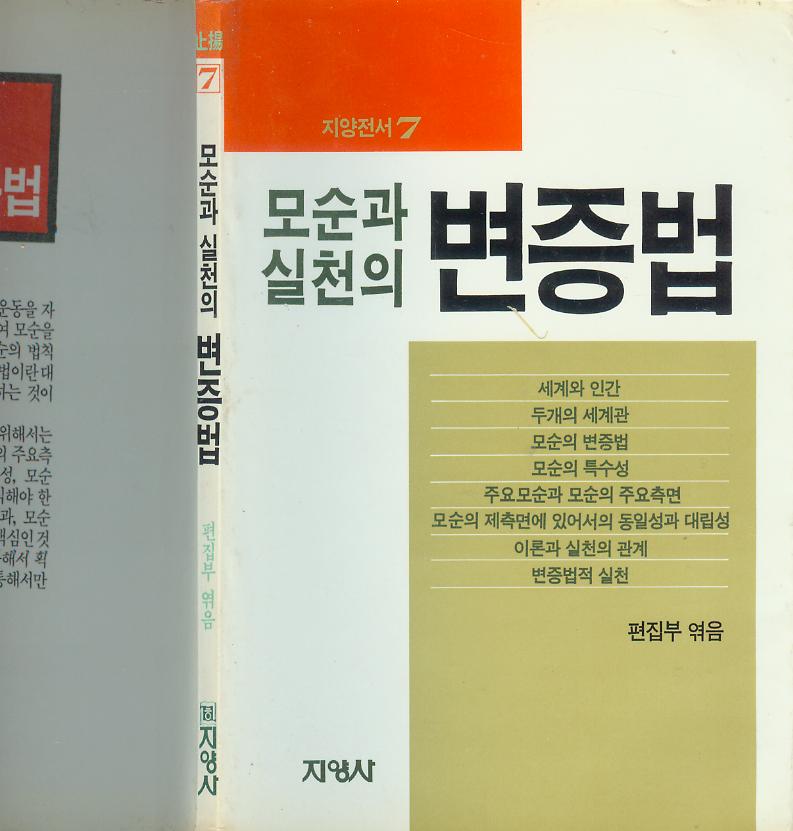 법
운동을 자
여 모순을
순의 법칙
법이란 대
하는 것이
위해서는
의 주요측
성, 모순
해야 한
과, 모순
핵심인 것
해서 획
통해서만
止揚
7
모순과 실천의 변증법
편집부 엮음
지양사
지양전서 7
모순과
실천의
변증법
세계와 인간
두개의 세계관
모순의 변증법
모순의 특수성
주요모순과 모순의 주요측면
모순의 제측면에 있어서의 동일성과 대립성
이론과 실천의 관계
변증법적 실천
편집부 엮음
지양사